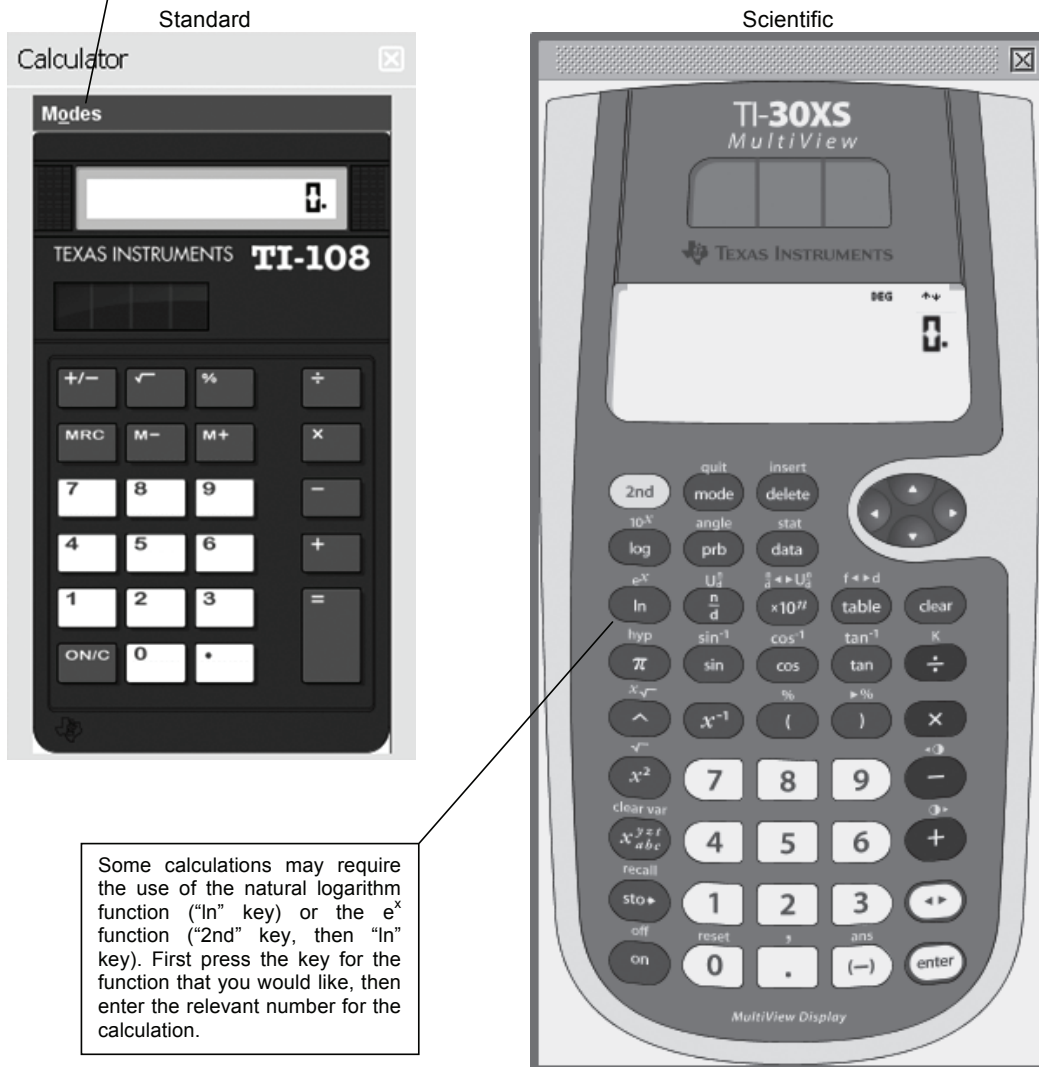 Standard
Calculator
Modes
0.
TEXAS INSTRUMENTS TI-108
+/− √ % ÷
MRC M− M+ ×
7 8 9 −
4 5 6 +
1 2 3 =
ON/C 0 .
Some calculations may require
the use of the natural logarithm
function (“ln” key) or the e^x
function (“2nd” key, then “ln”
key). First press the key for the
function that you would like, then
enter the relevant number for the
calculation.
Scientific
TI-30XS
MultiView
TEXAS INSTRUMENTS
DEG
0.
quit insert
2nd mode delete
10^x angle stat
log prb data
e^x U n/d n/d ◂▸ U n/d f ◂▸ d
ln n/d ×10^n table clear
hyp sin⁻¹ cos⁻¹ tan⁻¹ K
π sin cos tan ÷
x√ % ▸%
^ x⁻¹ ( ) ×
√
x² 7 8 9 −
clear var
x yzt abc 4 5 6 +
recall
sto▸ 1 2 3 ◂▸
off reset , ans
on 0 . (−) enter
MultiView Display